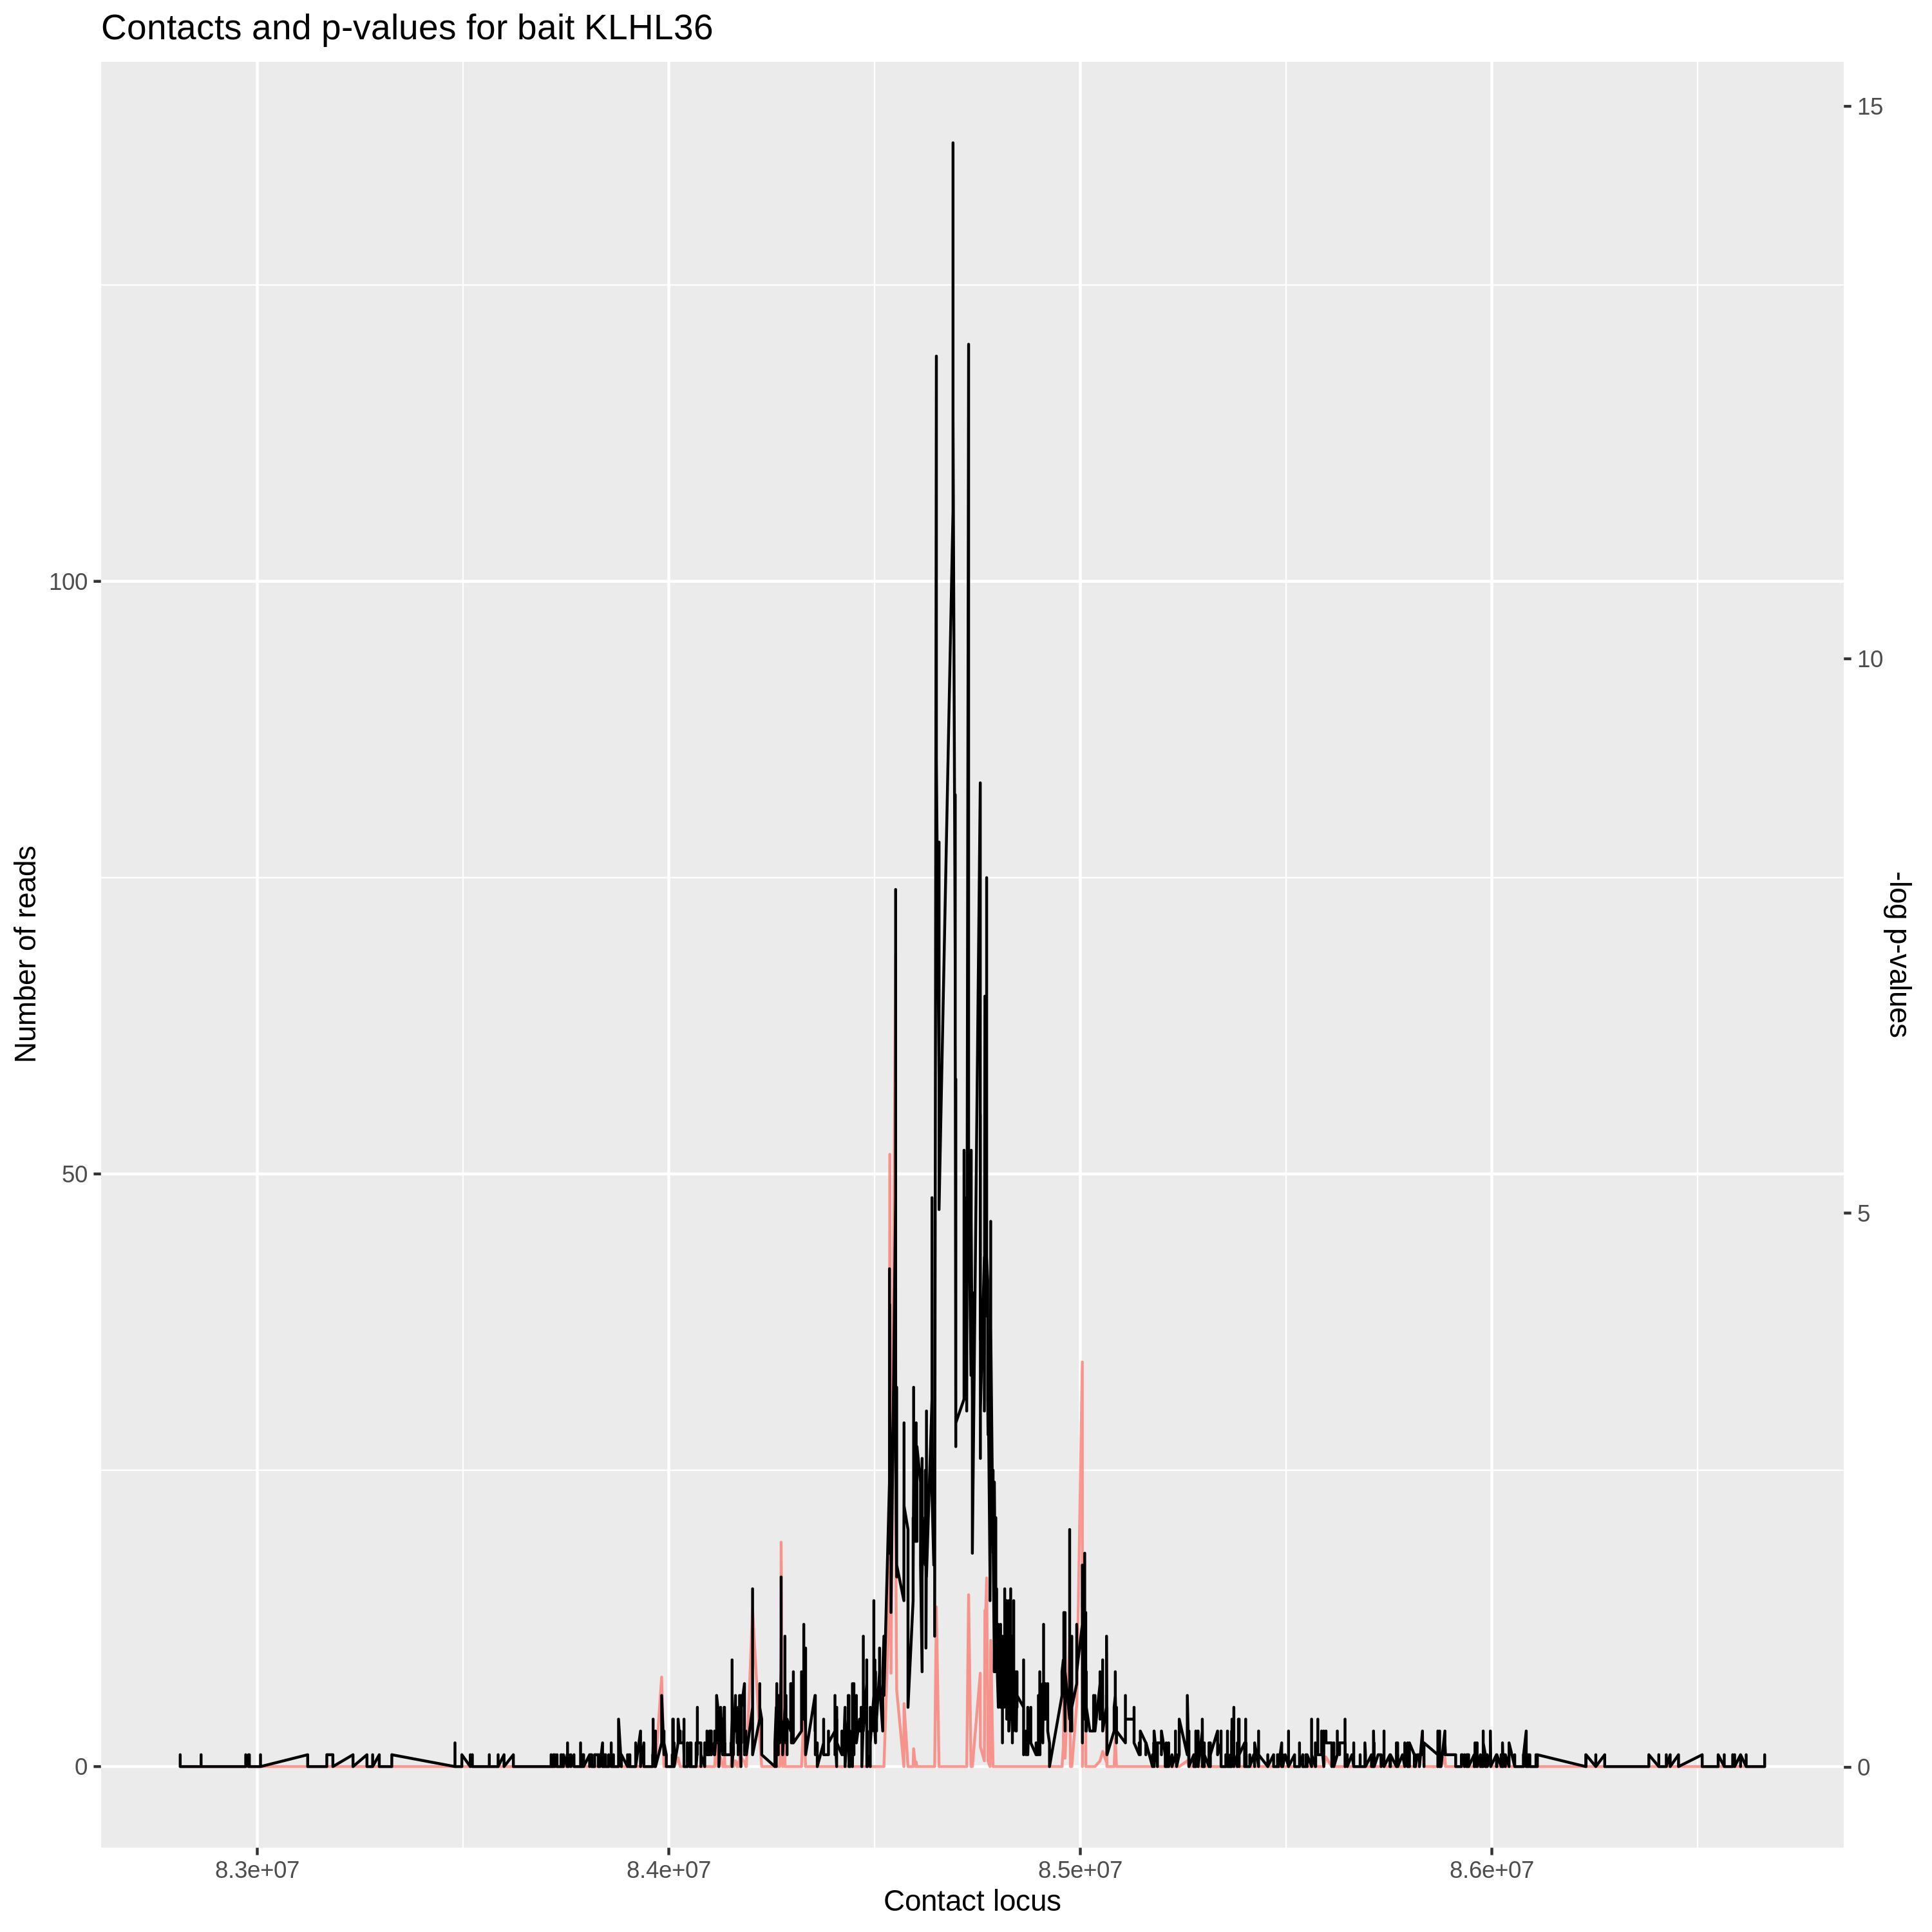 Contacts and p-values for bait KLHL36
Number of reads
100
50
0
15
10
5
0
-log p-values
8.3e+07
8.4e+07
8.5e+07
8.6e+07
Contact locus